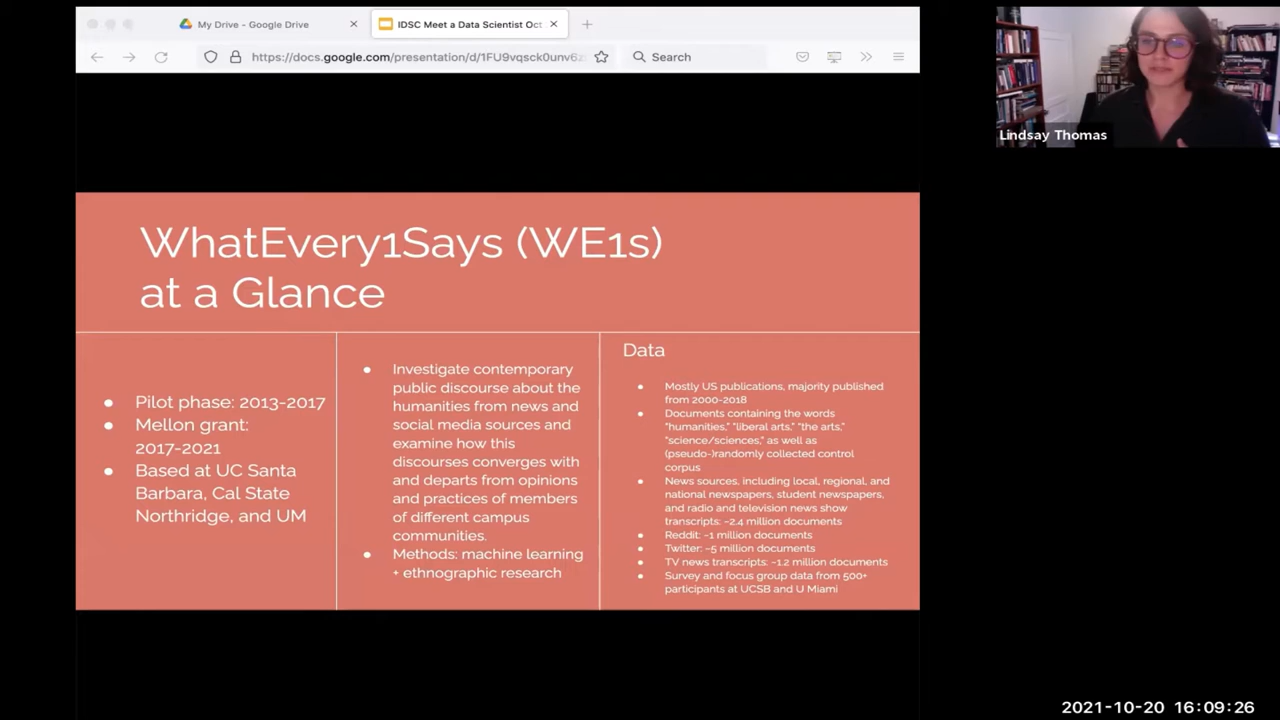 My Drive - Google Drive
IDSC Meet a Data Scientist Oct
https://docs.google.com/presentation/d/1FU9vqsck0unv6
Search
Lindsay Thomas
WhatEvery1Says (WE1s)
at a Glance
Pilot phase: 2013-2017
Mellon grant:
2017-2021
Based at UC Santa
Barbara, Cal State
Northridge, and UM
Investigate contemporary
public discourse about the
humanities from news and
social media sources and
examine how this
discourses converges with
and departs from opinions
and practices of members
of different campus
communities.
Methods: machine learning
+ ethnographic research
Data
Mostly US publications, majority published
from 2000-2018
Documents containing the words
“humanities,” “liberal arts,” “the arts,”
“science/sciences,” as well as
(pseudo-)randomly collected control
corpus
News sources, including local, regional, and
national newspapers, student newspapers,
and radio and television news show
transcripts: ~2.4 million documents
Reddit: ~1 million documents
Twitter: ~5 million documents
TV news transcripts: ~1.2 million documents
Survey and focus group data from 500+
participants at UCSB and U Miami
2021-10-20 16:09:26